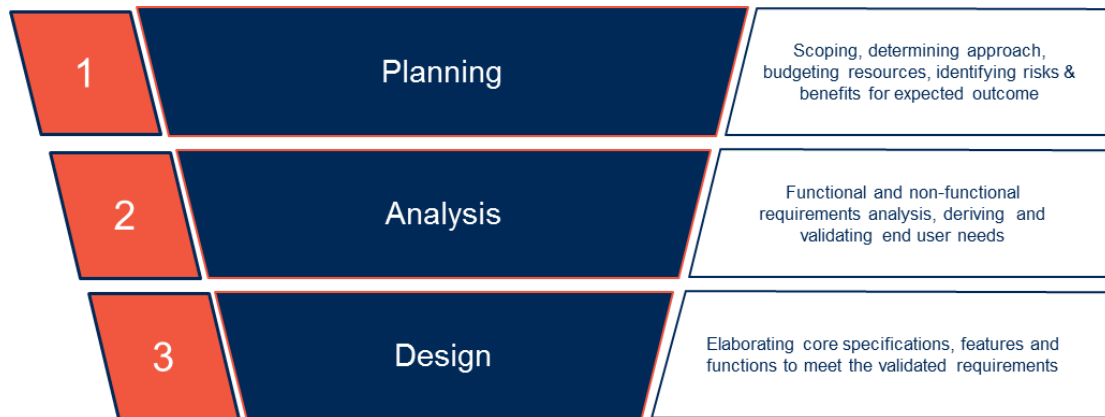 1
Planning
Scoping, determining approach,
budgeting resources, identifying risks &
benefits for expected outcome
2
Analysis
Functional and non-functional
requirements analysis, deriving and
validating end user needs
3
Design
Elaborating core specifications, features and
functions to meet the validated requirements